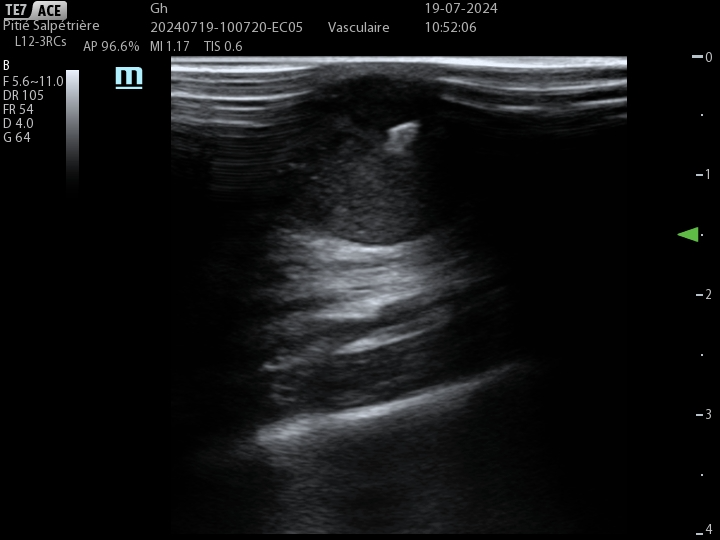 TE7 ACE
Gh
19-07-2024
Pitié Salpétrière
20240719-100720-EC05
Vasculaire
10:52:06
L12-3RCs
AP 96.6% MI 1.17 TIS 0.6
B
m
F 5.6~11.0
DR 105
FR 54
D 4.0
G 64
0
1
2
3
4